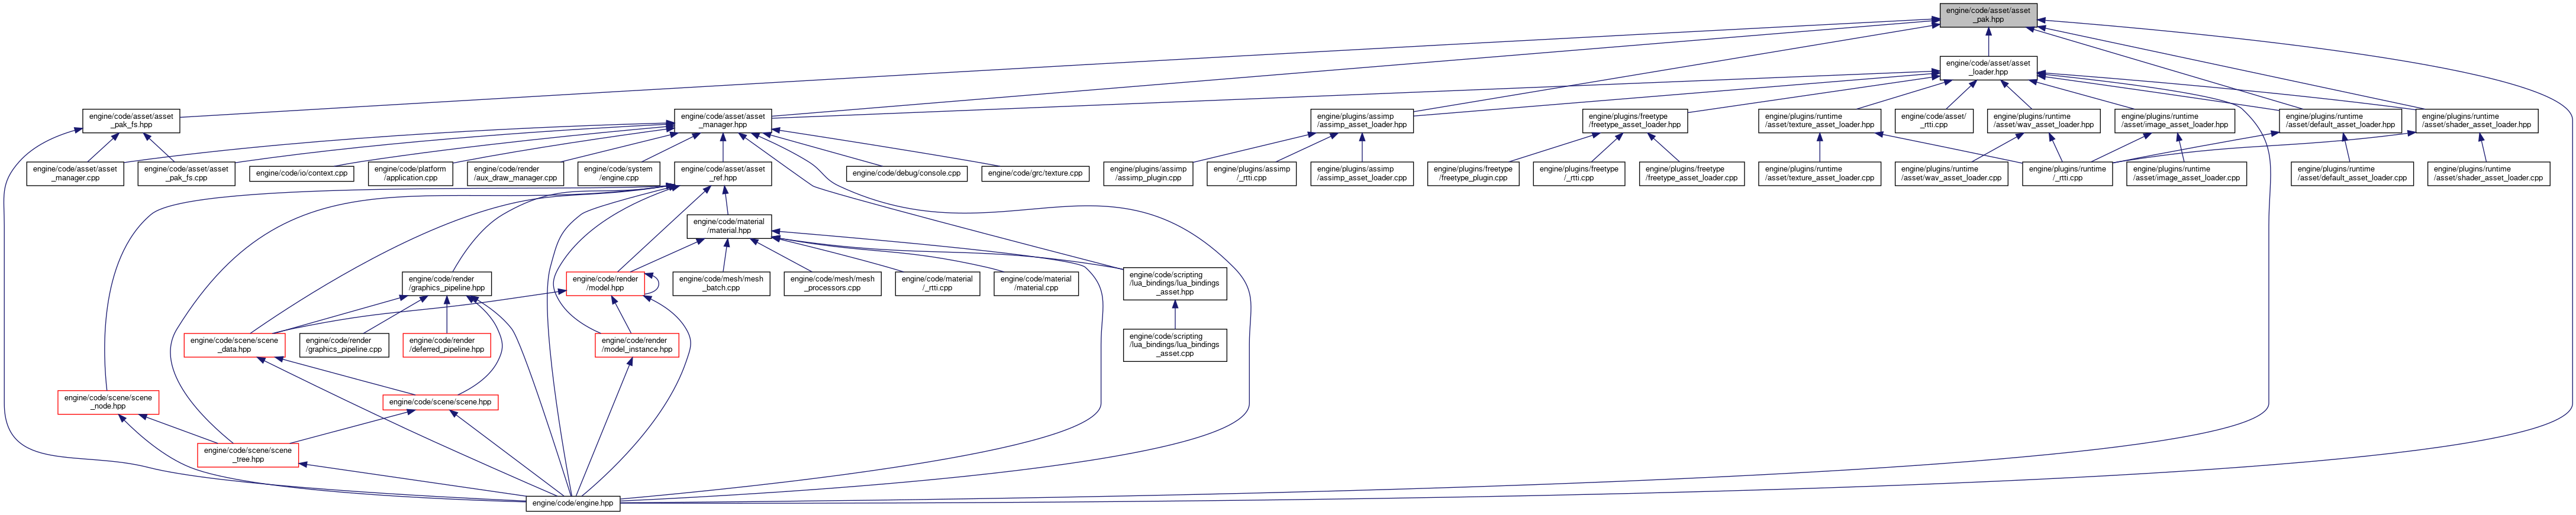 engine/code/asset/asset
_pak.hpp
engine/code/asset/asset
_loader.hpp
engine/code/asset/asset
_pak_fs.hpp
engine/code/asset/asset
_manager.hpp
engine/plugins/assimp
/assimp_asset_loader.hpp
engine/plugins/freetype
/freetype_asset_loader.hpp
engine/plugins/runtime
/asset/texture_asset_loader.hpp
engine/code/asset/
_rtti.cpp
engine/plugins/runtime
/asset/wav_asset_loader.hpp
engine/plugins/runtime
/asset/image_asset_loader.hpp
engine/plugins/runtime
/asset/default_asset_loader.hpp
engine/plugins/runtime
/asset/shader_asset_loader.hpp
engine/code/asset/asset
_manager.cpp
engine/code/asset/asset
_pak_fs.cpp
engine/code/io/context.cpp
engine/code/platform
/application.cpp
engine/code/render
/aux_draw_manager.cpp
engine/code/system
/engine.cpp
engine/code/asset/asset
_ref.hpp
engine/code/debug/console.cpp
engine/code/grc/texture.cpp
engine/plugins/assimp
/assimp_plugin.cpp
engine/plugins/assimp
/_rtti.cpp
engine/plugins/assimp
/assimp_asset_loader.cpp
engine/plugins/freetype
/freetype_plugin.cpp
engine/plugins/freetype
/_rtti.cpp
engine/plugins/freetype
/freetype_asset_loader.cpp
engine/plugins/runtime
/asset/texture_asset_loader.cpp
engine/plugins/runtime
/asset/wav_asset_loader.cpp
engine/plugins/runtime
/_rtti.cpp
engine/plugins/runtime
/asset/image_asset_loader.cpp
engine/plugins/runtime
/asset/default_asset_loader.cpp
engine/plugins/runtime
/asset/shader_asset_loader.cpp
engine/code/material
/material.hpp
engine/code/render
/graphics_pipeline.hpp
engine/code/render
/model.hpp
engine/code/mesh/mesh
_batch.cpp
engine/code/mesh/mesh
_processors.cpp
engine/code/material
/_rtti.cpp
engine/code/material
/material.cpp
engine/code/scripting
/lua_bindings/lua_bindings
_asset.hpp
engine/code/scene/scene
_data.hpp
engine/code/render
/graphics_pipeline.cpp
engine/code/render
/deferred_pipeline.hpp
engine/code/render
/model_instance.hpp
engine/code/scripting
/lua_bindings/lua_bindings
_asset.cpp
engine/code/scene/scene
_node.hpp
engine/code/scene/scene.hpp
engine/code/scene/scene
_tree.hpp
engine/code/engine.hpp